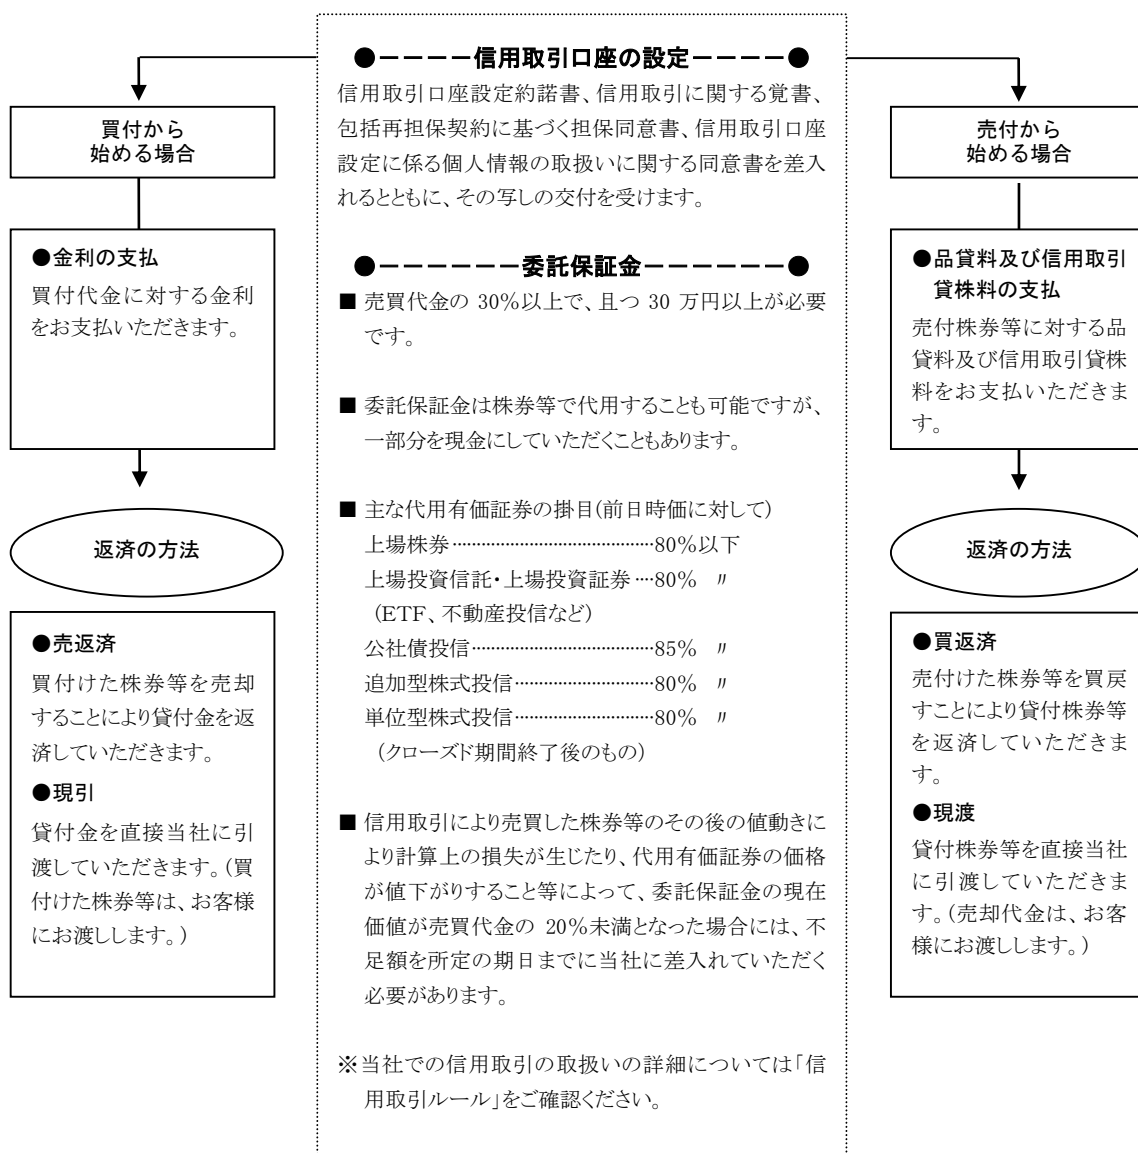 ●－－－－信用取引口座の設定－－－－●
信用取引口座設定約諾書、信用取引に関する覚書、
包括再担保契約に基づく担保同意書、信用取引口座
設定に係る個人情報の取扱いに関する同意書を差入
れるとともに、その写しの交付を受けます。
●－－－－－－委託保証金－－－－－－●
■ 売買代金の 30％以上で、且つ 30 万円以上が必要
です。
■ 委託保証金は株券等で代用することも可能ですが、
一部分を現金にしていただくこともあります。
■ 主な代用有価証券の掛目(前日時価に対して)
上場株券……………………………………80％以下
上場投資信託・上場投資証券 ….80％ 〃
(ETF、不動産投信など)
公社債投信…………………………………85％ 〃
追加型株式投信…………………………80％ 〃
単位型株式投信…………………………80％ 〃
(クローズド期間終了後のもの)
■ 信用取引により売買した株券等のその後の値動きに
より計算上の損失が生じたり、代用有価証券の価格
が値下がりすること等によって、委託保証金の現在
価値が売買代金の 20％未満となった場合には、不
足額を所定の期日までに当社に差入れていただく
必要があります。
※当社での信用取引の取扱いの詳細については「信
用取引ルール」をご確認ください。
買付から
始める場合
●金利の支払
買付代金に対する金利
をお支払いただきます。
返済の方法
●売返済
買付けた株券等を売却
することにより貸付金を返
済していただきます。
●現引
貸付金を直接当社に引
渡していただきます。(買
付けた株券等は、お客様
にお渡しします。)
売付から
始める場合
●品貸料及び信用取引
貸株料の支払
売付株券等に対する品
貸料及び信用取引貸株
料をお支払いただきま
す。
返済の方法
●買返済
売付けた株券等を買戻
すことにより貸付株券等
を返済していただきま
す。
●現渡
貸付株券等を直接当社
に引渡していただきま
す。(売却代金は、お客
様にお渡しします。)